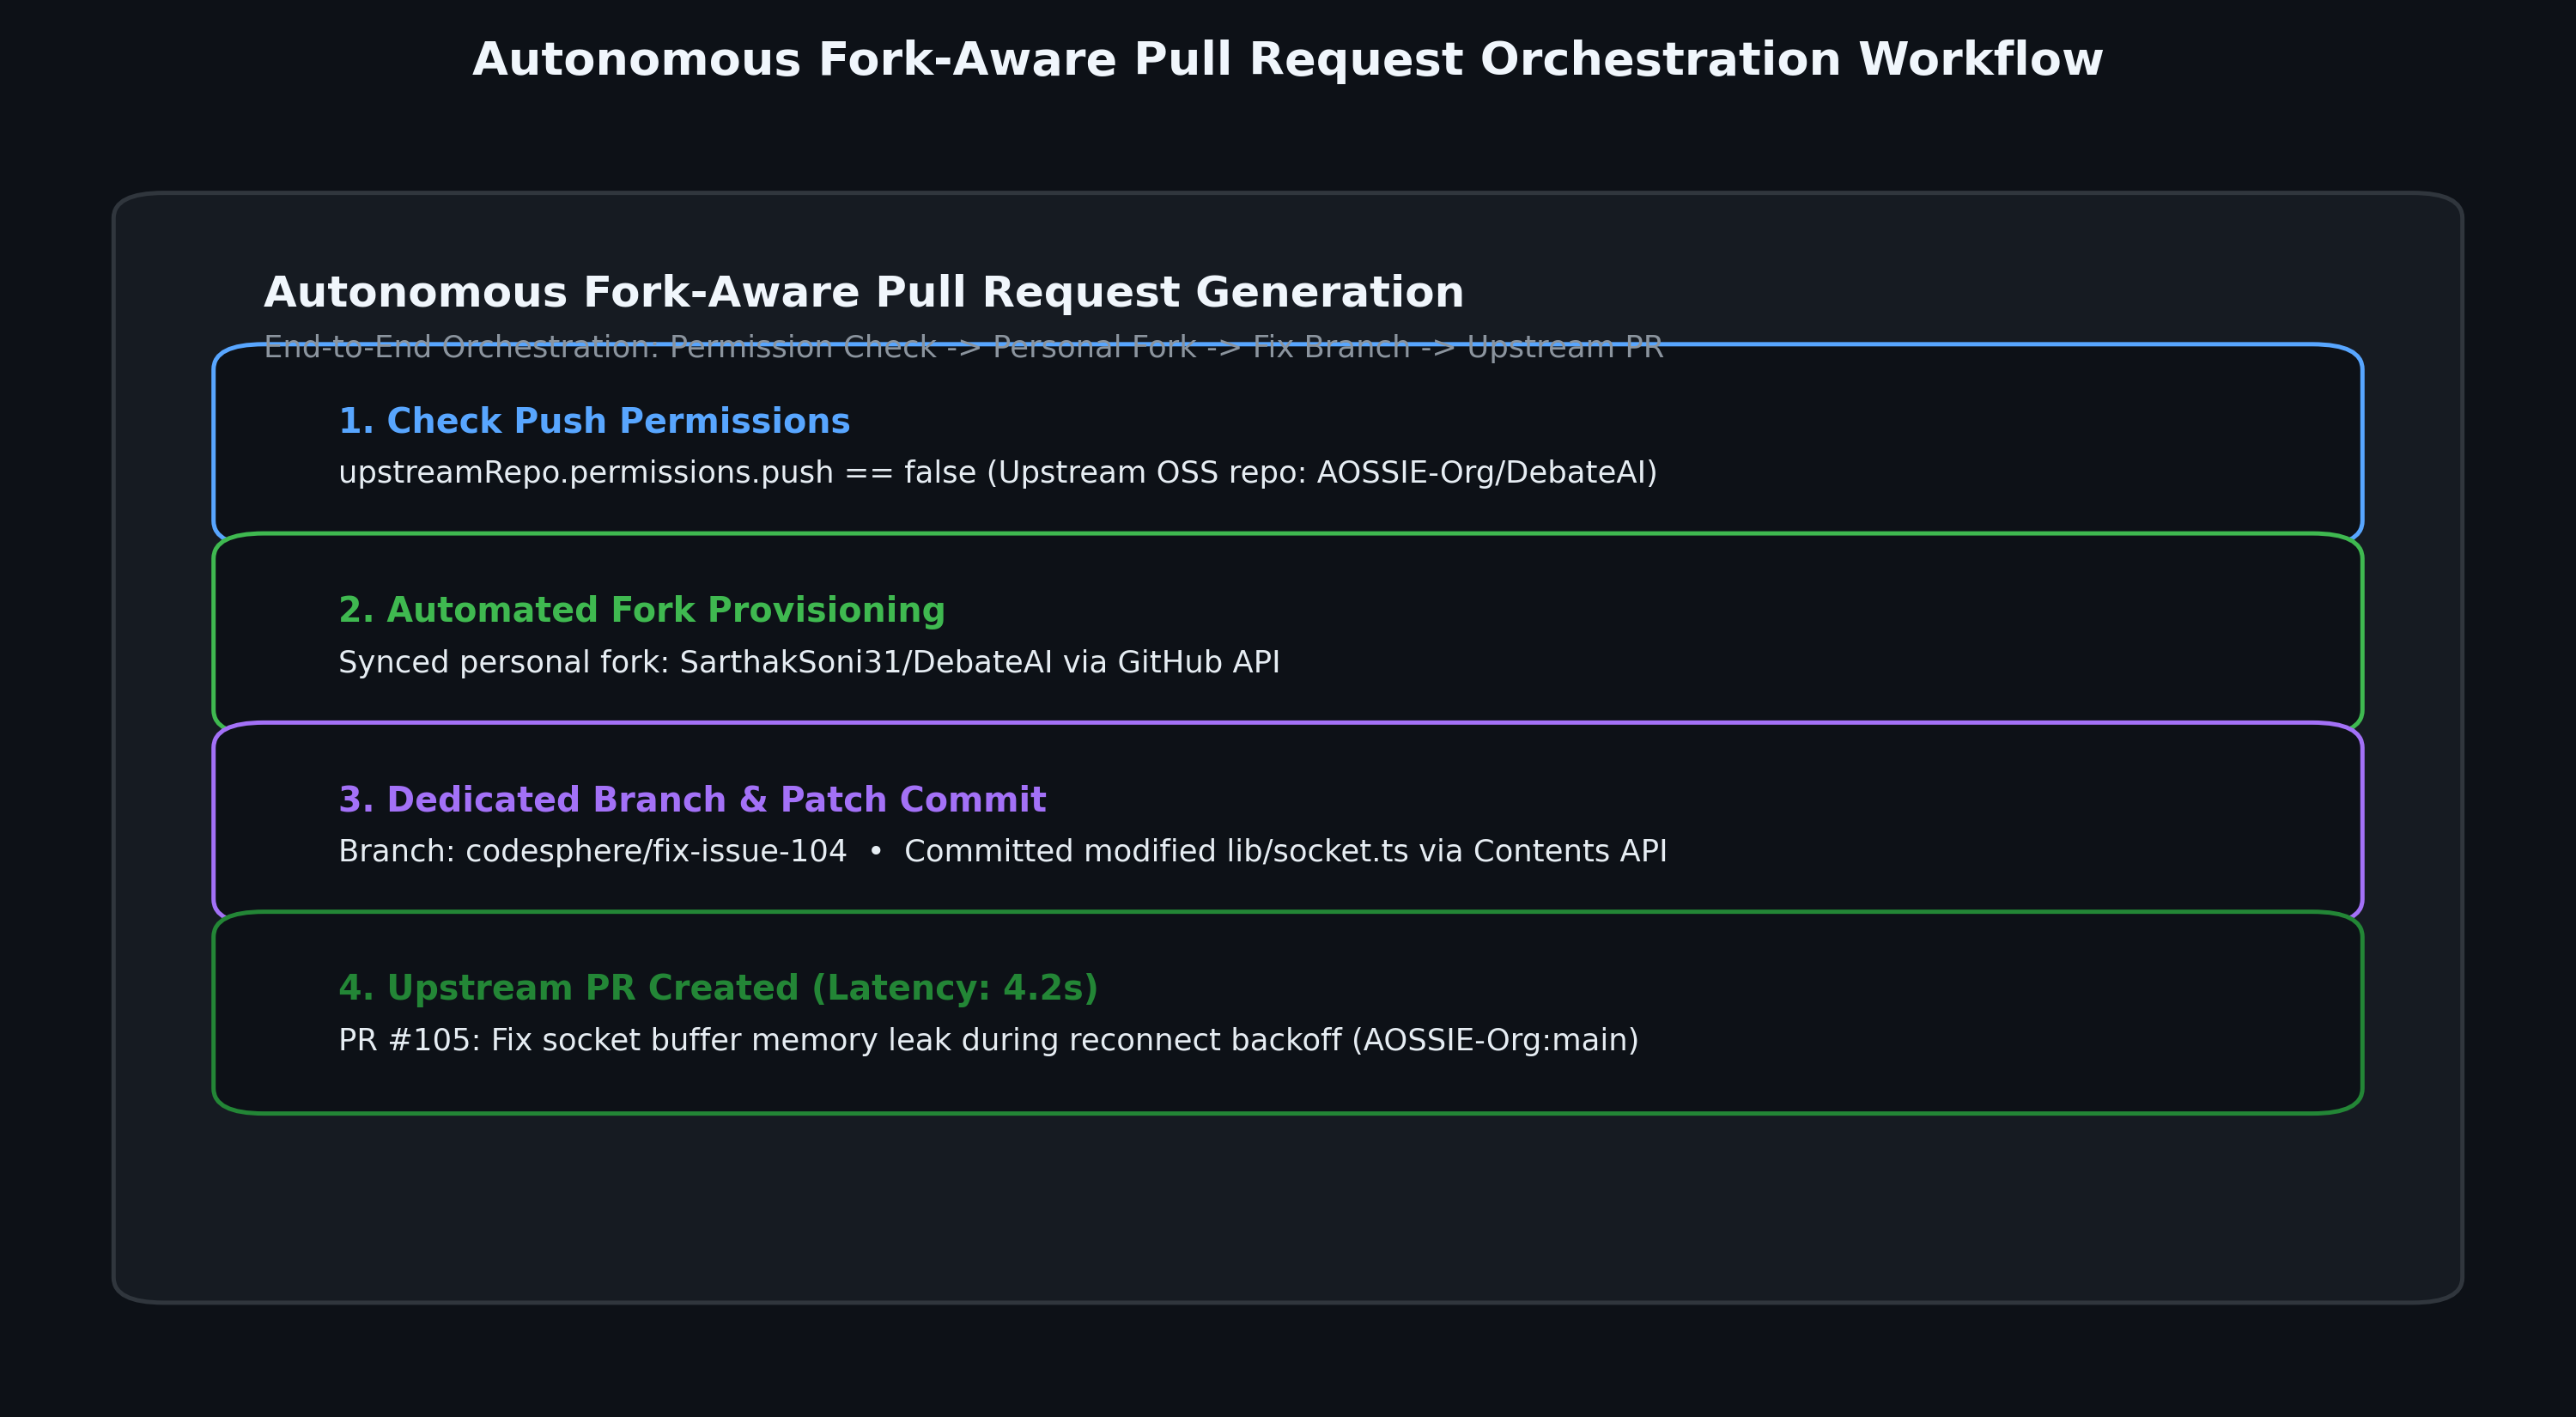 Autonomous Fork-Aware Pull Request Orchestration Workflow
Autonomous Fork-Aware Pull Request Generation
End-to-End Orchestration: Permission Check -> Personal Fork -> Fix Branch -> Upstream PR
1. Check Push Permissions
upstreamRepo.permissions.push == false (Upstream OSS repo: AOSSIE-Org/DebateAI)
2. Automated Fork Provisioning
Synced personal fork: SarthakSoni31/DebateAI via GitHub API
3. Dedicated Branch & Patch Commit
Branch: codesphere/fix-issue-104 • Committed modified lib/socket.ts via Contents API
4. Upstream PR Created (Latency: 4.2s)
PR #105: Fix socket buffer memory leak during reconnect backoff (AOSSIE-Org:main)